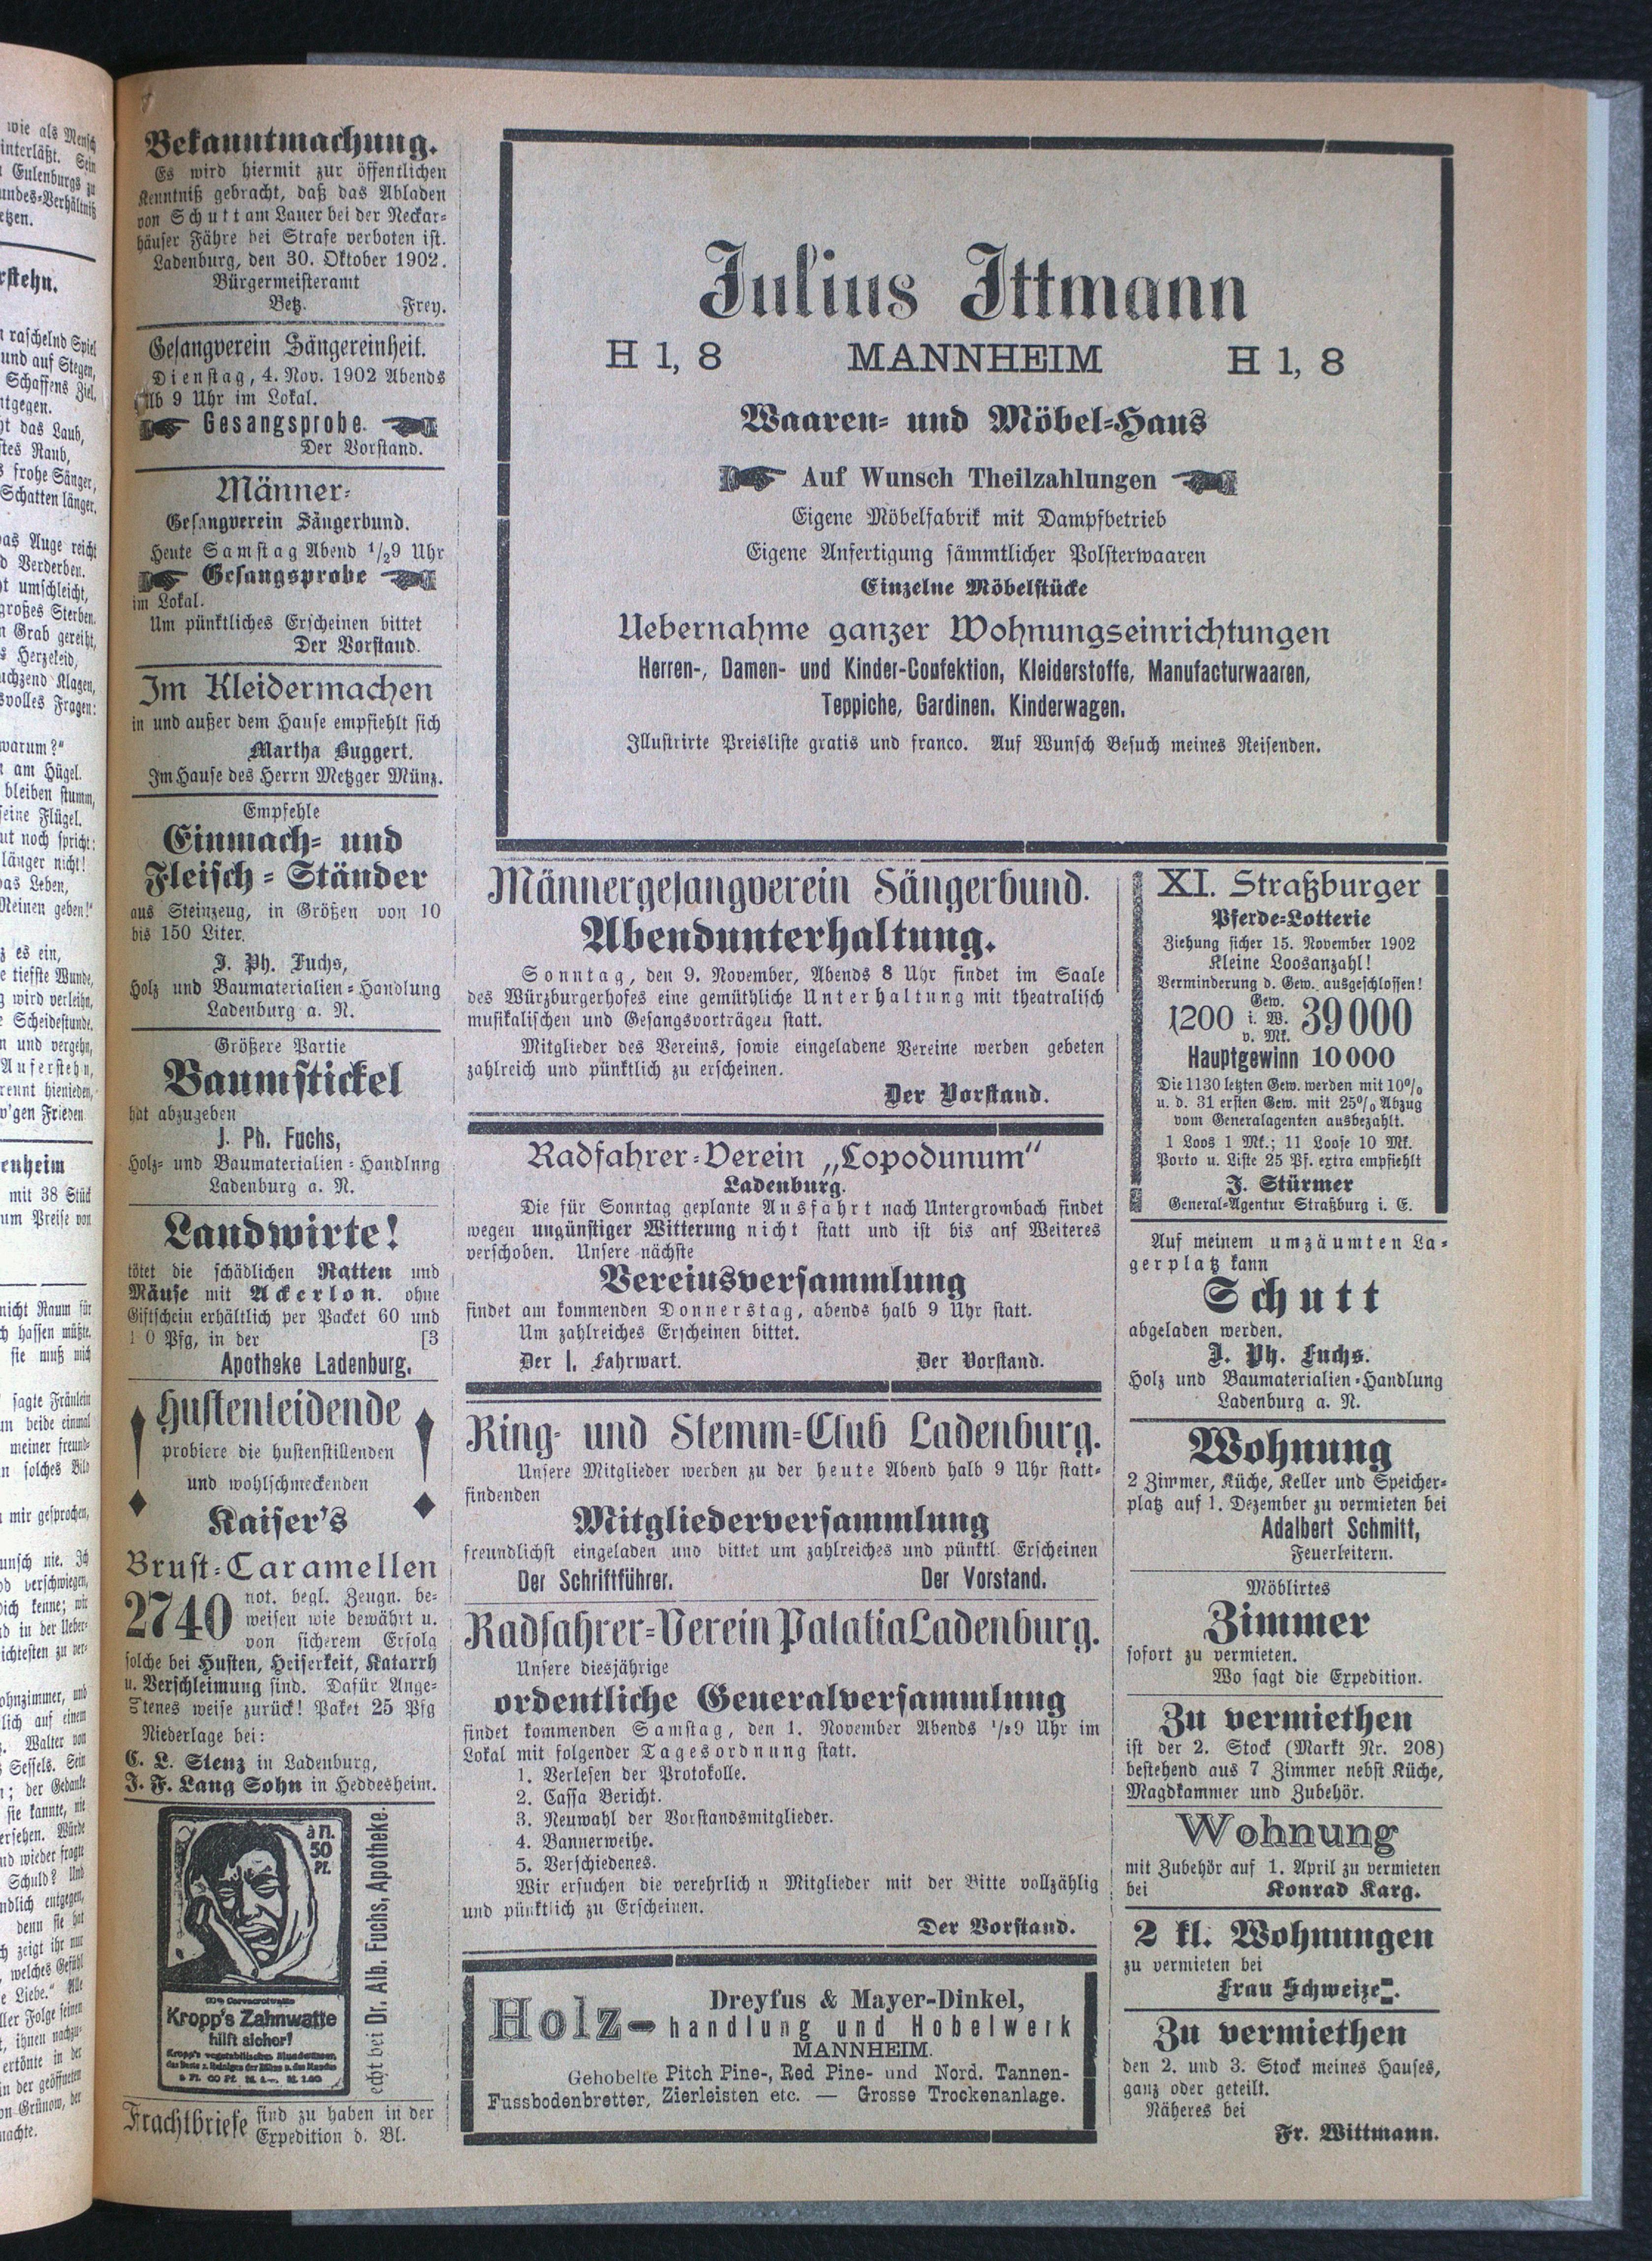 Bekanntmachung.
Es wird hiermit zur öffentlichen
Kenntniß gebracht, daß das Abladen
von Schutt am Lauer bei der Neckar=
häuser Fähre bei Strafe verboten ist.
Ladenburg, den 30. Oktober 1902.
Bürgermeisteramt
Betz. Frey.
Gesangverein Sängereinheit.
Dienstag, 4. Nov. 1902 Abends
alb 9 Uhr im Lokal.
Gesangsprobe.
Der Vorstand.
Männer=
Gesangverein Sängerbund.
Heute Samstag Abend 1/29 Uhr
Gesangsprobe
im Lokal.
Um pünktliches Erscheinen bittet
Der Vorstand.
Im Kleidermachen
in und außer dem Hause empfiehlt sich
Martha Buggert.
Im Hause des Herrn Metzger Münz.
Empfehle
Einmach= und
Fleisch = Ständer
aus Steinzeug, in Größen von 10
bis 150 Liter.
J. Ph. Fuchs,
Holz und Baumaterialien = Handlung
Ladenburg a. N.
Größere Partie
Baumstickel
hat abzugeben
J. Ph. Fuchs,
Holz= und Baumaterialien = Handlnng
Ladenburg a. N.
Landwirte!
tötet die schädlichen Ratten und
Mäuse mit Ackerlon. ohne
Giftschein erhältlich per Packet 60 und
1 0 Pfg, in der [3
Apotheke Ladenburg.
Hustenleidende
probiere die hustenstillenden
und wohlschmeckenden
Kaiser's
Brust=Caramellen
2740 not. begl. Zeugn. be=
weisen wie bewährt u.
von sicherem Erfolg
solche bei Husten, Heiserkeit, Katarrh
u. Verschleimung sind. Dafür Ange=
otenes weise zurück! Paket 25 Pfg
Niederlage bei:
C. L. Stenz in Ladenburg,
J. F. Lang Sohn in Heddesheim.
à Fl.
50
Pf.
Kropp's Zahnwatte
hilft sicher!
echt bei Dr. Alb. Fuchs, Apotheke.
Frachtbriefe sind zu haben in der
Expedition d. Bl.
Julius Ittmann
H 1, 8 MANNHEIM H 1, 8
Waaren= und Möbel=Haus
Auf Wunsch Theilzahlungen
Eigene Möbelfabrik mit Dampfbetrieb
Eigene Anfertigung sämmtlicher Polsterwaaren
Einzelne Möbelstücke
Uebernahme ganzer Wohnungseinrichtungen
Herren-, Damen- und Kinder-Confektion, Kleiderstoffe, Manufacturwaaren,
Teppiche, Gardinen. Kinderwagen.
Illustrirte Preisliste gratis und franco. Auf Wunsch Besuch meines Reisenden.
Männergesangverein Sängerbund.
Abendunterhaltung.
Sonntag, den 9. November, Abends 8 Uhr findet im Saale
des Würzburgerhofes eine gemüthliche Unterhaltung mit theatralisch
musikalischen und Gesangsvorträgen statt.
Mitglieder des Vereins, sowie eingeladene Vereine werden gebeten
zahlreich und pünktlich zu erscheinen.
Der Vorstand.
Radfahrer=Verein „Lopodunum“
Ladenburg.
Die für Sonntag geplante Ausfahrt nach Untergrombach findet
wegen ungünstiger Witterung nicht statt und ist bis anf Weiteres
verschoben. Unsere nächste
Vereinsversammlung
findet am kommenden Donnerstag, abends halb 9 Uhr statt.
Um zahlreiches Erscheinen bittet.
Der I. Fahrwart. Der Vorstand.
Ring= und Stemm=Club Ladenburg.
Unsere Mitglieder werden zu der heute Abend halb 9 Uhr statt=
findenden
Mitgliederversammlung
freundlichst eingeladen und bittet um zahlreiches und pünktl. Erscheinen
Der Schriftführer. Der Vorstand.
Radfahrer=Verein Palatia Ladenburg.
Unsere diesjährige
ordentliche Generalversammlung
findet kommenden Samstag, den 1. November Abends 1/29 Uhr im
Lokal mit folgender Tagesordnung statt.
1. Verlesen der Protokolle.
2. Cassa Bericht.
3. Neuwahl der Vorstandsmitglieder.
4. Bannerweihe.
5. Verschiedenes.
Wir ersuchen die verehrlich n Mitglieder mit der Bitte vollzählig
und pünktlich zu Erscheinen.
Der Vorstand.
Dreyfus & Mayer-Dinkel,
Holz-handlung und Hobelwerk
MANNHEIM.
Gehobelte Pitch Pine-, Red Pine- und Nord. Tannen-
Fussbodenbretter, Zierleisten etc. — Grosse Trockenanlage.
XI. Straßburger
Pferde=Lotterie
Ziehung sicher 15. November 1902
Kleine Loosanzahl!
Verminderung d. Gew. ausgeschlossen!
1200 Gew. i. W. v. Mk. 39000
Hauptgewinn 10000
Die 1130 letzten Gew. werden mit 10%
u. d. 31 ersten Gew. mit 25% Abzug
vom Generalagenten ausbezahlt.
1 Loos 1 Mk.; 11 Loose 10 Mk.
Porto u. Liste 25 Pf. extra empfiehlt
J. Stürmer
General=Agentur Straßburg i. E.
Auf meinem umzäumten La=
gerplatz kann
Schutt
abgeladen werden.
J. Ph. Fuchs.
Holz und Baumaterialien=Handlung
Ladenburg a. N.
Wohnung
2 Zimmer, Küche, Keller und Speicher=
platz auf 1. Dezember zu vermieten bei
Adalbert Schmitt,
Feuerleitern.
Möblirtes
Zimmer
sofort zu vermieten.
Wo sagt die Expedition.
Zu vermiethen
ist der 2. Stock (Markt Nr. 208)
bestehend aus 7 Zimmer nebst Küche,
Magdkammer und Zubehör.
Wohnung
mit Zubehör auf 1. April zu vermieten
bei Konrad Karg.
2 kl. Wohnungen
zu vermieten bei
Frau Schweize.
Zu vermiethen
den 2. und 3. Stock meines Hauses,
ganz oder geteilt.
Näheres bei
Fr. Wittmann.